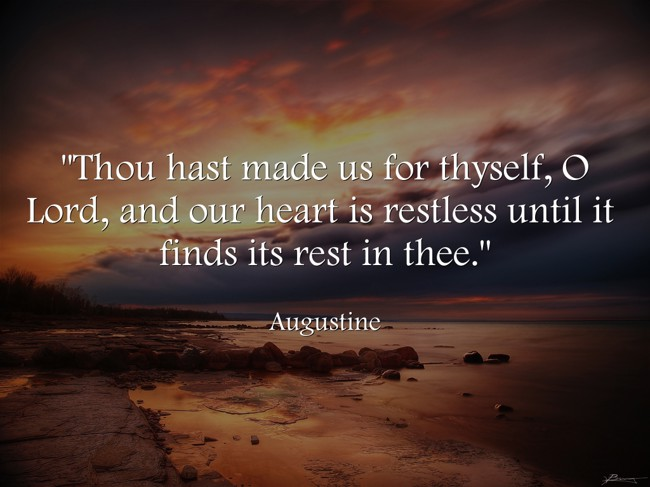 "Thou hast made us for thyself, O
Lord, and our heart is restless until it
finds its rest in thee."
Augustine